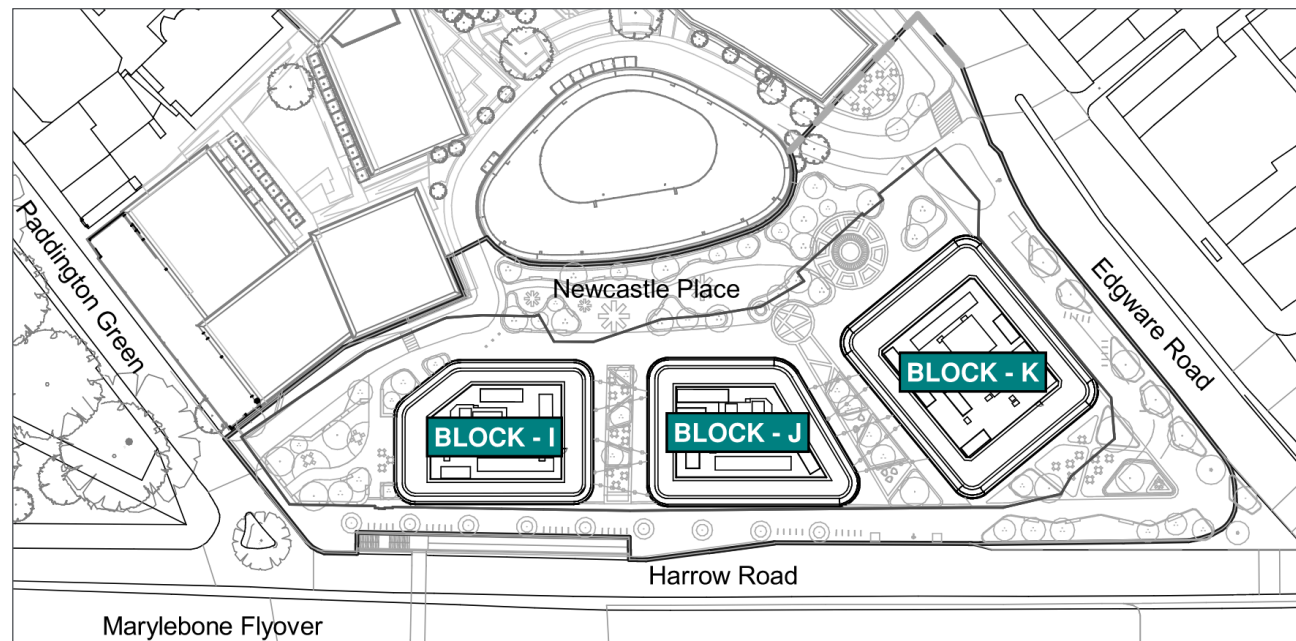 Paddington Green
Newcastle Place
Edgware Road
BLOCK - K
BLOCK - I
BLOCK - J
Harrow Road
Marylebone Flyover